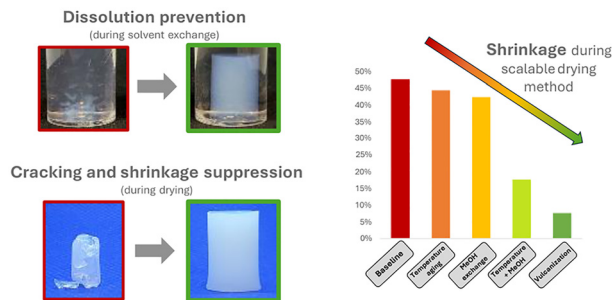 Dissolution prevention
(during solvent exchange)
Cracking and shrinkage suppression
(during drying)
Shrinkage during
scalable drying
method
50%
45%
40%
35%
30%
25%
20%
15%
10%
5%
0%
Baseline
Temperature
aging
MeOH
exchange
Temperature
+ MeOH
Vulcanization